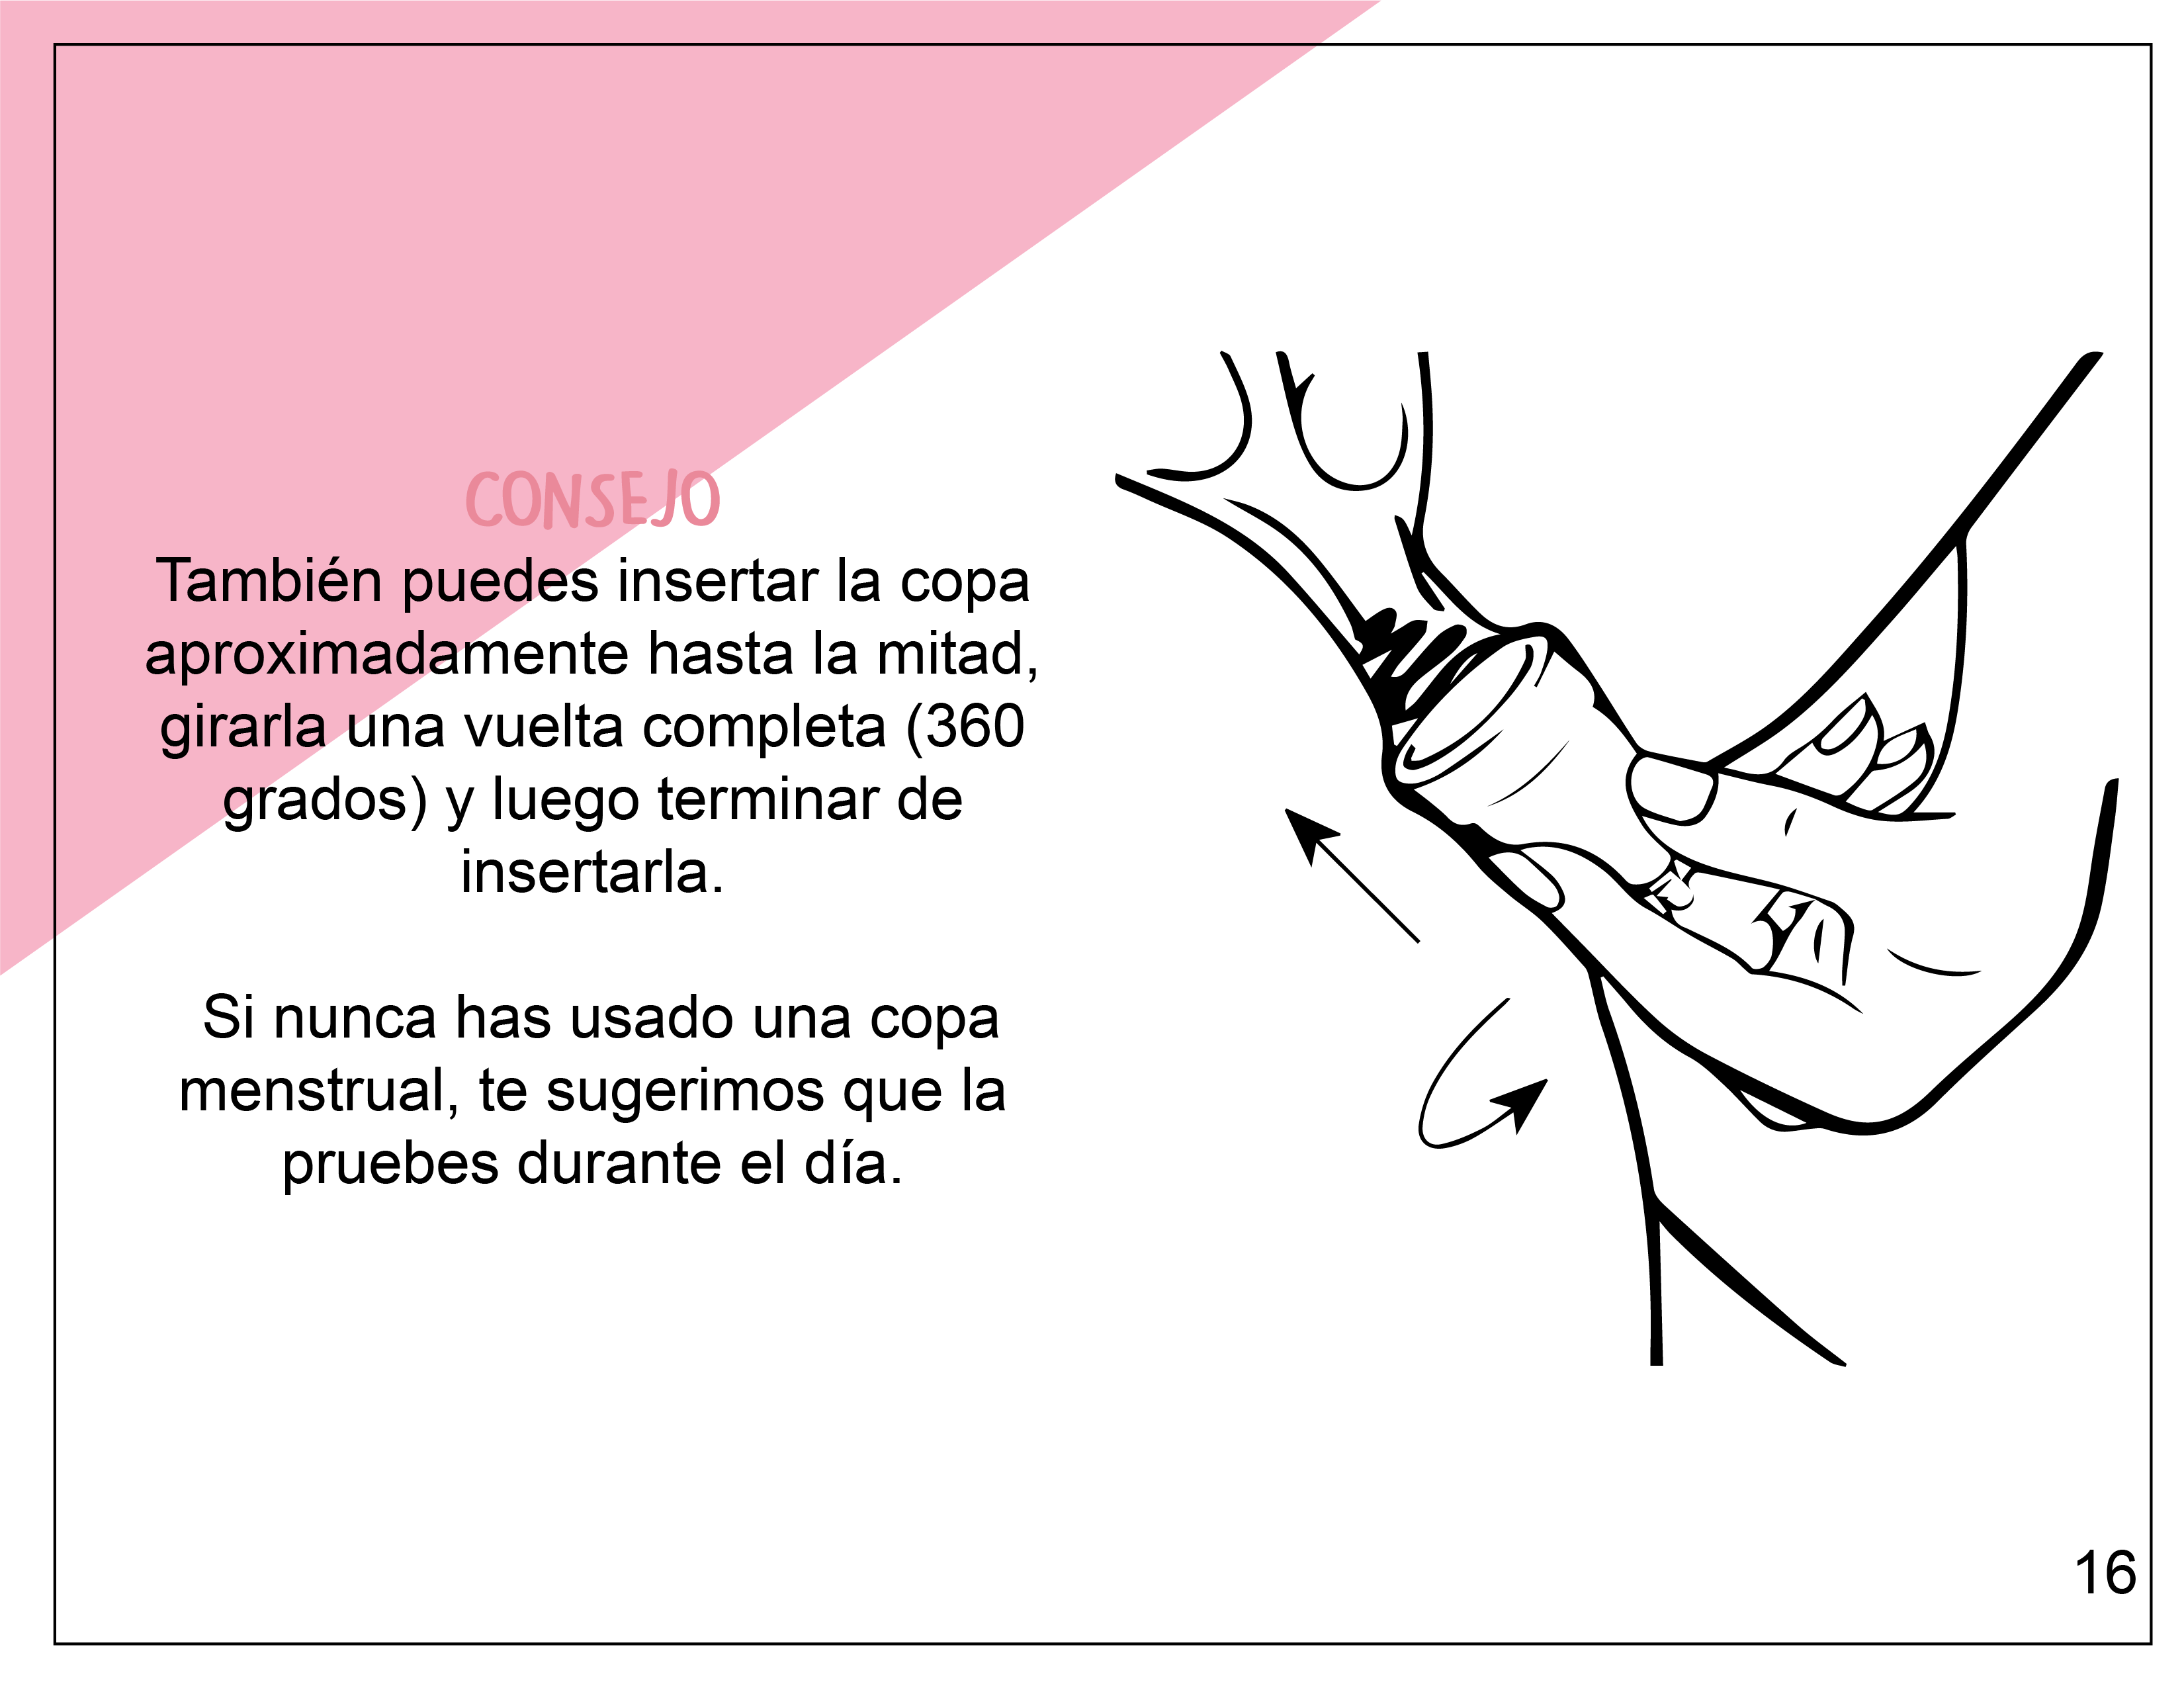 CONSEJO
También puedes insertar la copa
aproximadamente hasta la mitad,
girarla una vuelta completa (360
grados) y luego terminar de
insertarla.
Si nunca has usado una copa
menstrual, te sugerimos que la
pruebes durante el día.
16